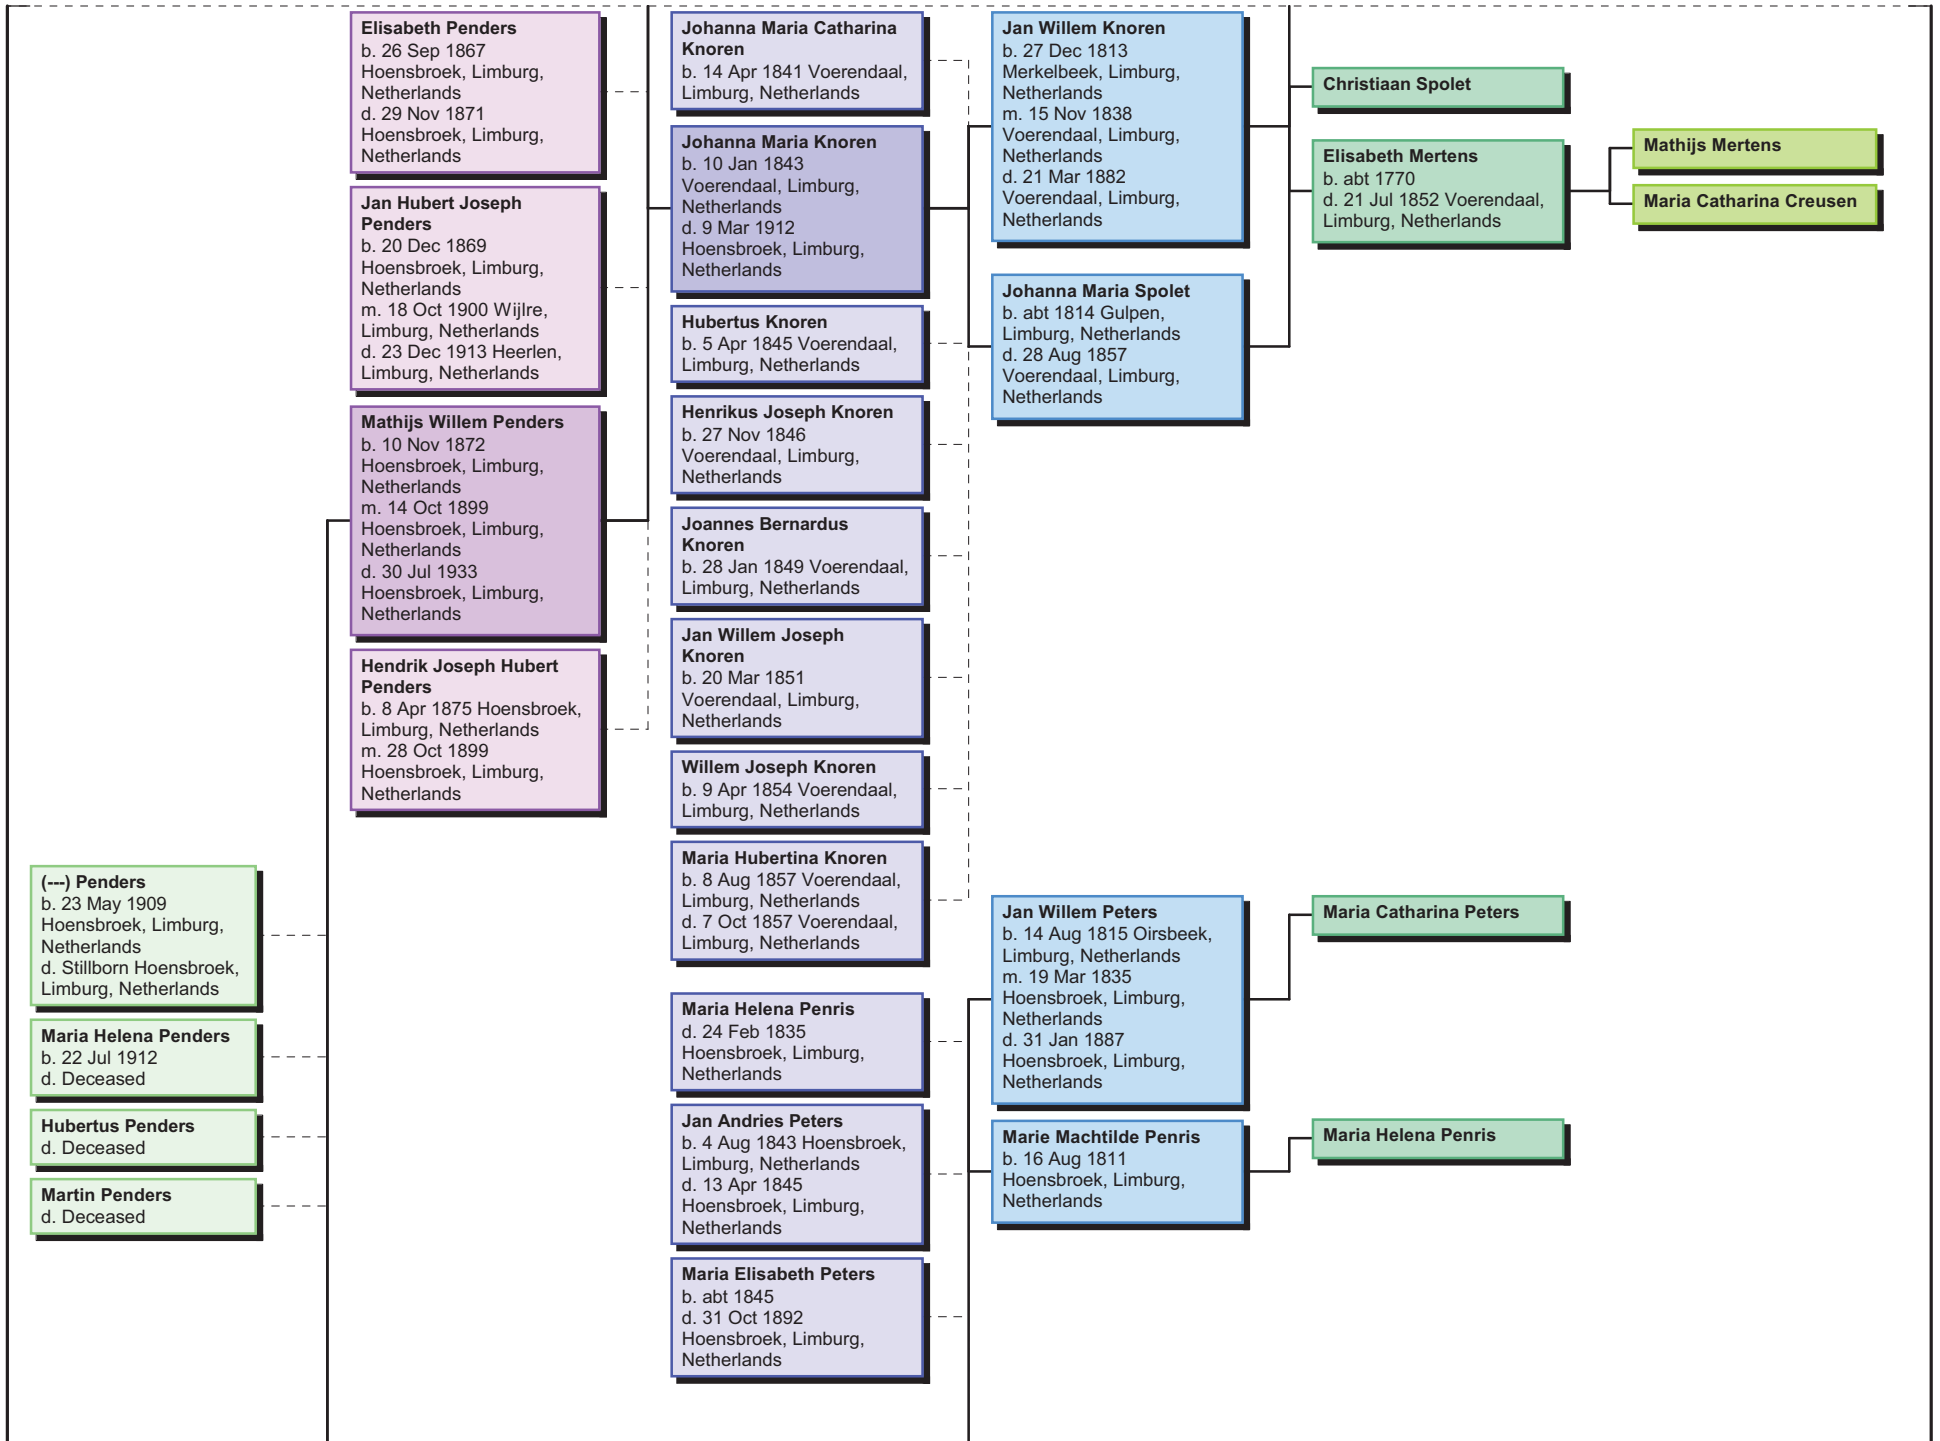 Elisabeth Penders
b. 26 Sep 1867
Hoensbroek, Limburg,
Netherlands
d. 29 Nov 1871
Hoensbroek, Limburg,
Netherlands
Jan Hubert Joseph
Penders
b. 20 Dec 1869
Hoensbroek, Limburg,
Netherlands
m. 18 Oct 1900 Wijlre,
Limburg, Netherlands
d. 23 Dec 1913 Heerlen,
Limburg, Netherlands
Mathijs Willem Penders
b. 10 Nov 1872
Hoensbroek, Limburg,
Netherlands
m. 14 Oct 1899
Hoensbroek, Limburg,
Netherlands
d. 30 Jul 1933
Hoensbroek, Limburg,
Netherlands
Hendrik Joseph Hubert
Penders
b. 8 Apr 1875 Hoensbroek,
Limburg, Netherlands
m. 28 Oct 1899
Hoensbroek, Limburg,
Netherlands
(---) Penders
b. 23 May 1909
Hoensbroek, Limburg,
Netherlands
d. Stillborn Hoensbroek,
Limburg, Netherlands
Maria Helena Penders
b. 22 Jul 1912
d. Deceased
Hubertus Penders
d. Deceased
Martin Penders
d. Deceased
Johanna Maria Catharina
Knoren
b. 14 Apr 1841 Voerendaal,
Limburg, Netherlands
Johanna Maria Knoren
b. 10 Jan 1843
Voerendaal, Limburg,
Netherlands
d. 9 Mar 1912
Hoensbroek, Limburg,
Netherlands
Hubertus Knoren
b. 5 Apr 1845 Voerendaal,
Limburg, Netherlands
Henrikus Joseph Knoren
b. 27 Nov 1846
Voerendaal, Limburg,
Netherlands
Joannes Bernardus
Knoren
b. 28 Jan 1849 Voerendaal,
Limburg, Netherlands
Jan Willem Joseph
Knoren
b. 20 Mar 1851
Voerendaal, Limburg,
Netherlands
Willem Joseph Knoren
b. 9 Apr 1854 Voerendaal,
Limburg, Netherlands
Maria Hubertina Knoren
b. 8 Aug 1857 Voerendaal,
Limburg, Netherlands
d. 7 Oct 1857 Voerendaal,
Limburg, Netherlands
Maria Helena Penris
d. 24 Feb 1835
Hoensbroek, Limburg,
Netherlands
Jan Andries Peters
b. 4 Aug 1843 Hoensbroek,
Limburg, Netherlands
d. 13 Apr 1845
Hoensbroek, Limburg,
Netherlands
Maria Elisabeth Peters
b. abt 1845
d. 31 Oct 1892
Hoensbroek, Limburg,
Netherlands
Jan Willem Knoren
b. 27 Dec 1813
Merkelbeek, Limburg,
Netherlands
m. 15 Nov 1838
Voerendaal, Limburg,
Netherlands
d. 21 Mar 1882
Voerendaal, Limburg,
Netherlands
Johanna Maria Spolet
b. abt 1814 Gulpen,
Limburg, Netherlands
d. 28 Aug 1857
Voerendaal, Limburg,
Netherlands
Jan Willem Peters
b. 14 Aug 1815 Oirsbeek,
Limburg, Netherlands
m. 19 Mar 1835
Hoensbroek, Limburg,
Netherlands
d. 31 Jan 1887
Hoensbroek, Limburg,
Netherlands
Marie Machtilde Penris
b. 16 Aug 1811
Hoensbroek, Limburg,
Netherlands
Christiaan Spolet
Elisabeth Mertens
b. abt 1770
d. 21 Jul 1852 Voerendaal,
Limburg, Netherlands
Maria Catharina Peters
Maria Helena Penris
Mathijs Mertens
Maria Catharina Creusen